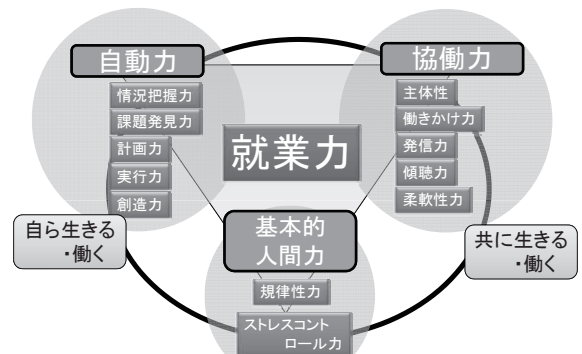 自動力
情況把握力
課題発見力
計画力
実行力
創造力
協働力
主体性
働きかけ力
発信力
傾聴力
柔軟性力
就業力
自ら生きる
・働く
基本的
人間力
規律性力
ストレスコント
ロール力
共に生きる
・働く